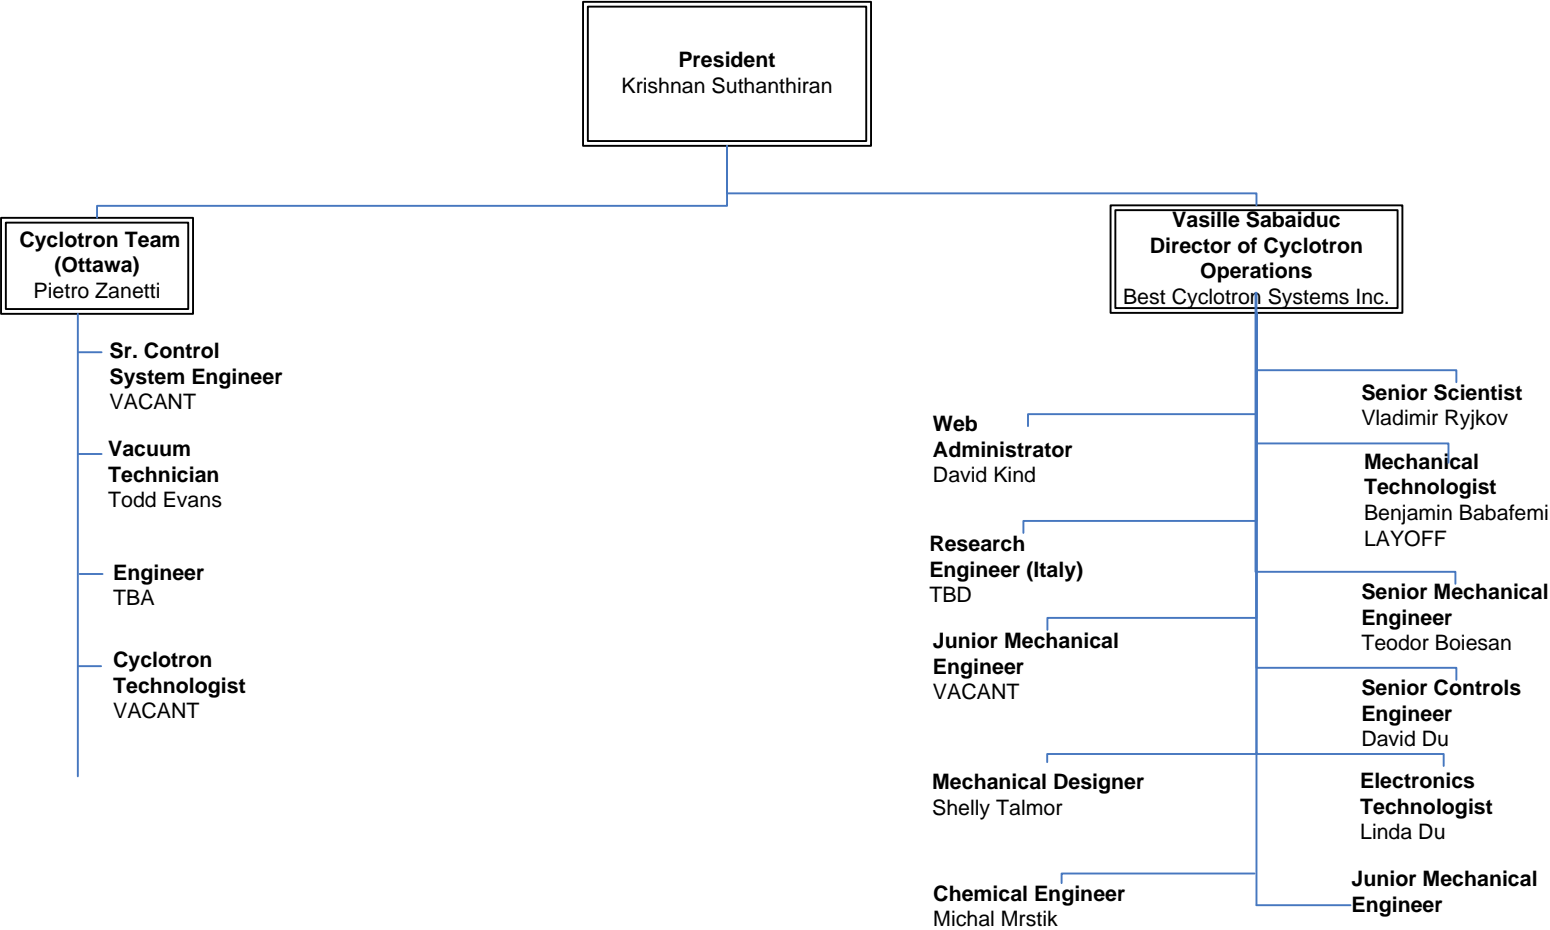 President
Krishnan Suthanthiran
Cyclotron Team
(Ottawa)
Pietro Zanetti
Vasille Sabaiduc
Director of Cyclotron
Operations
Best Cyclotron Systems Inc.
Sr. Control
System Engineer
VACANT
Vacuum
Technician
Todd Evans
Engineer
TBA
Cyclotron
Technologist
VACANT
Web
Administrator
David Kind
Research
Engineer (Italy)
TBD
Junior Mechanical
Engineer
VACANT
Mechanical Designer
Shelly Talmor
Chemical Engineer
Michal Mrstik
Senior Scientist
Vladimir Ryjkov
Mechanical
Technologist
Benjamin Babafemi
LAYOFF
Senior Mechanical
Engineer
Teodor Boiesan
Senior Controls
Engineer
David Du
Electronics
Technologist
Linda Du
Junior Mechanical
Engineer